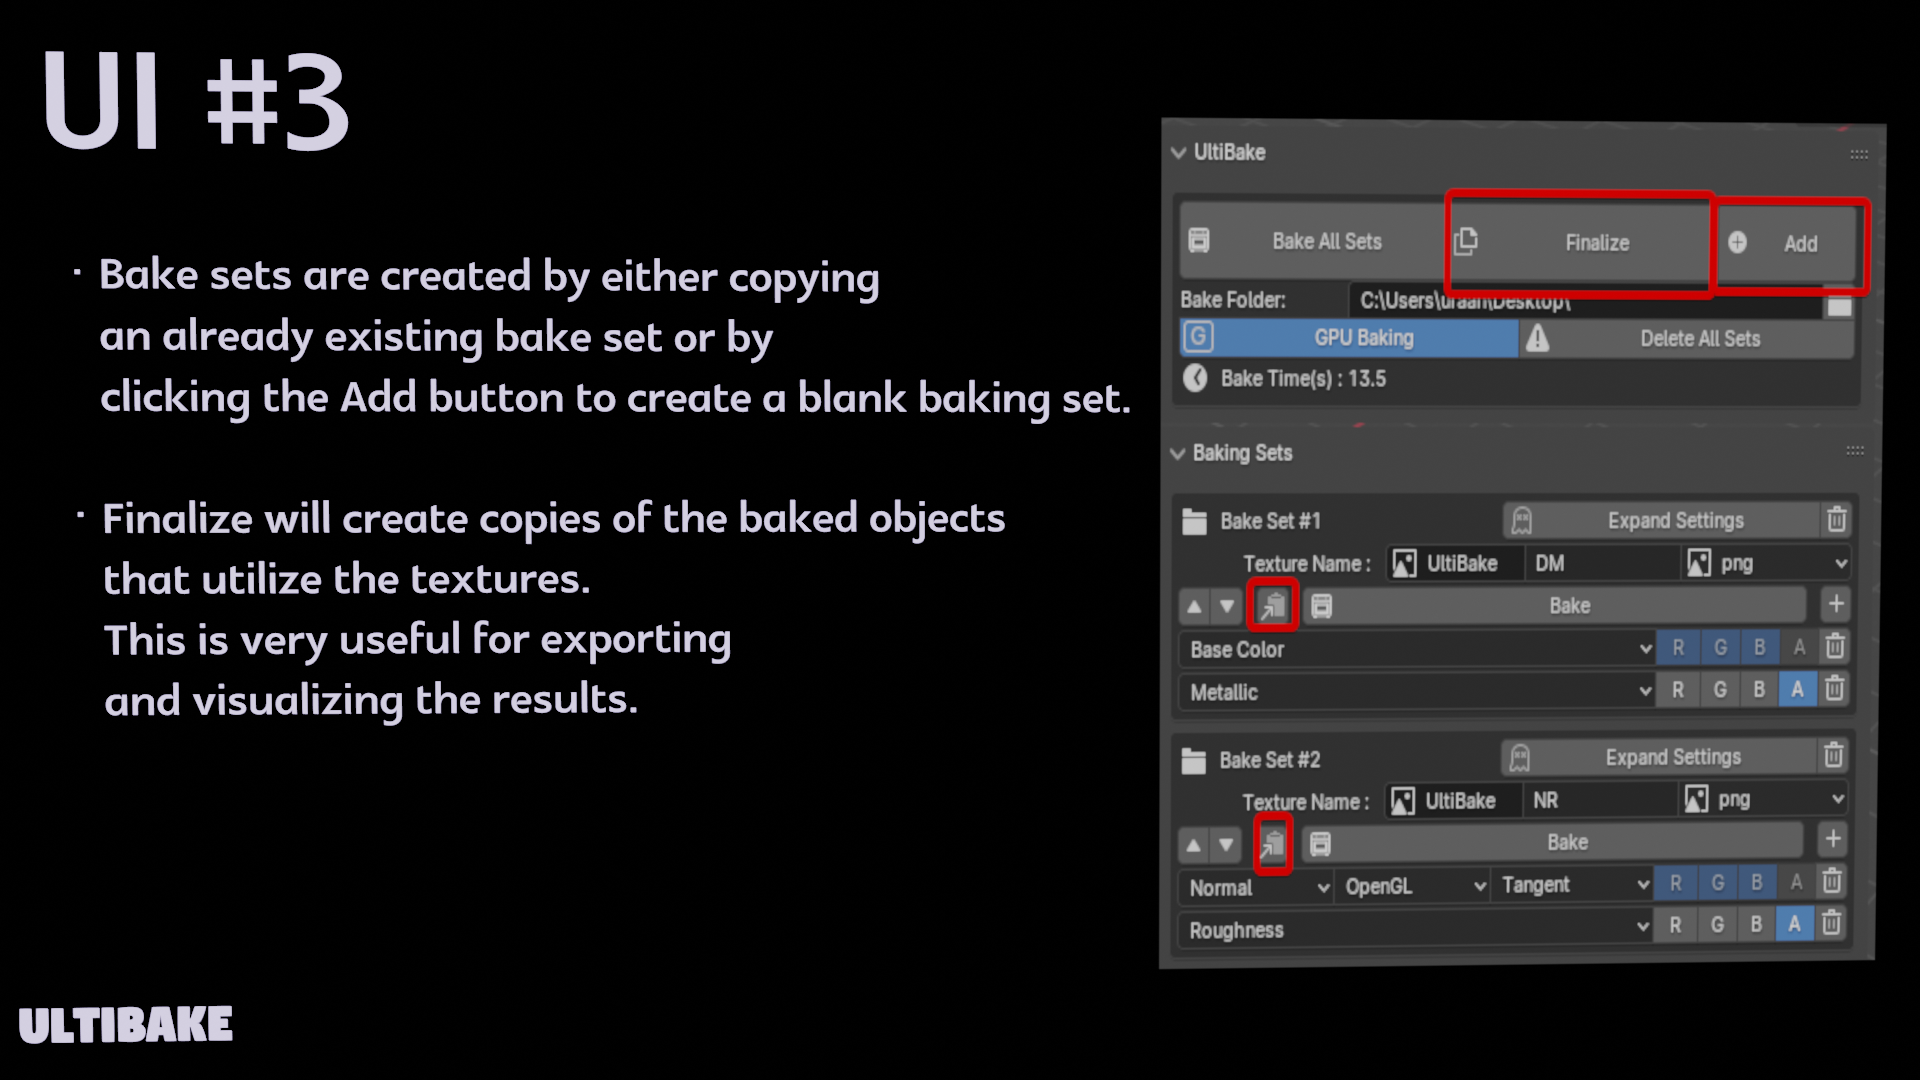 UI #3
· Bake sets are created by either copying
an already existing bake set or by
clicking the Add button to create a blank baking set.
· Finalize will create copies of the baked objects
that utilize the textures.
This is very useful for exporting
and visualizing the results.
ULTIBAKE
UltiBake
Bake All Sets Finalize Add
Bake Folder: C:\Users\uraan\Desktop\
G GPU Baking Delete All Sets
Bake Time(s) : 13.5
Baking Sets
Bake Set #1 Expand Settings
Texture Name : UltiBake DM png
Bake +
Base Color R G B A
Metallic R G B A
Bake Set #2 Expand Settings
Texture Name : UltiBake NR png
Bake +
Normal OpenGL Tangent R G B A
Roughness R G B A